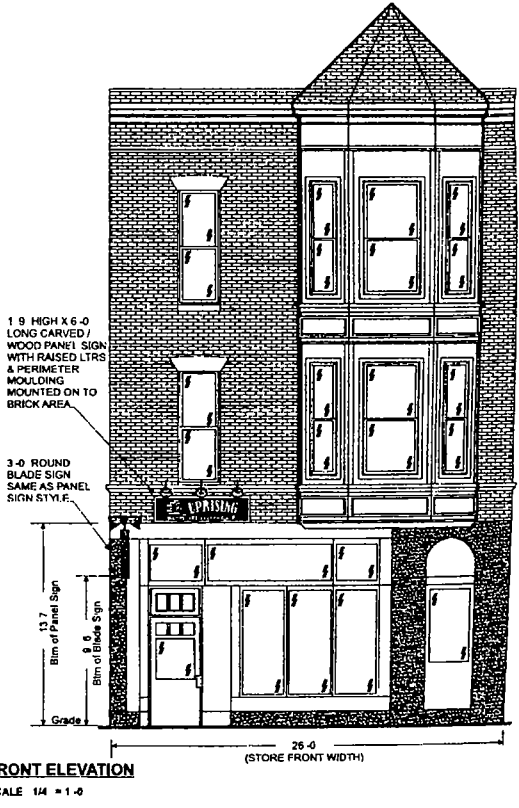 1 9 HIGH X 6-0
LONG CARVED /
WOOD PANEL SIGN
WITH RAISED LTRS
& PERIMETER
MOULDING
MOUNTED ON TO
BRICK AREA
3-0 ROUND
BLADE SIGN
SAME AS PANEL
SIGN STYLE
UPRISING
13 7
Btm of Panel Sign
9 6
Btm of Blade Sign
Grade
26-0
(STORE FRONT WIDTH)
RONT ELEVATION
CALE 1/4 = 1-0